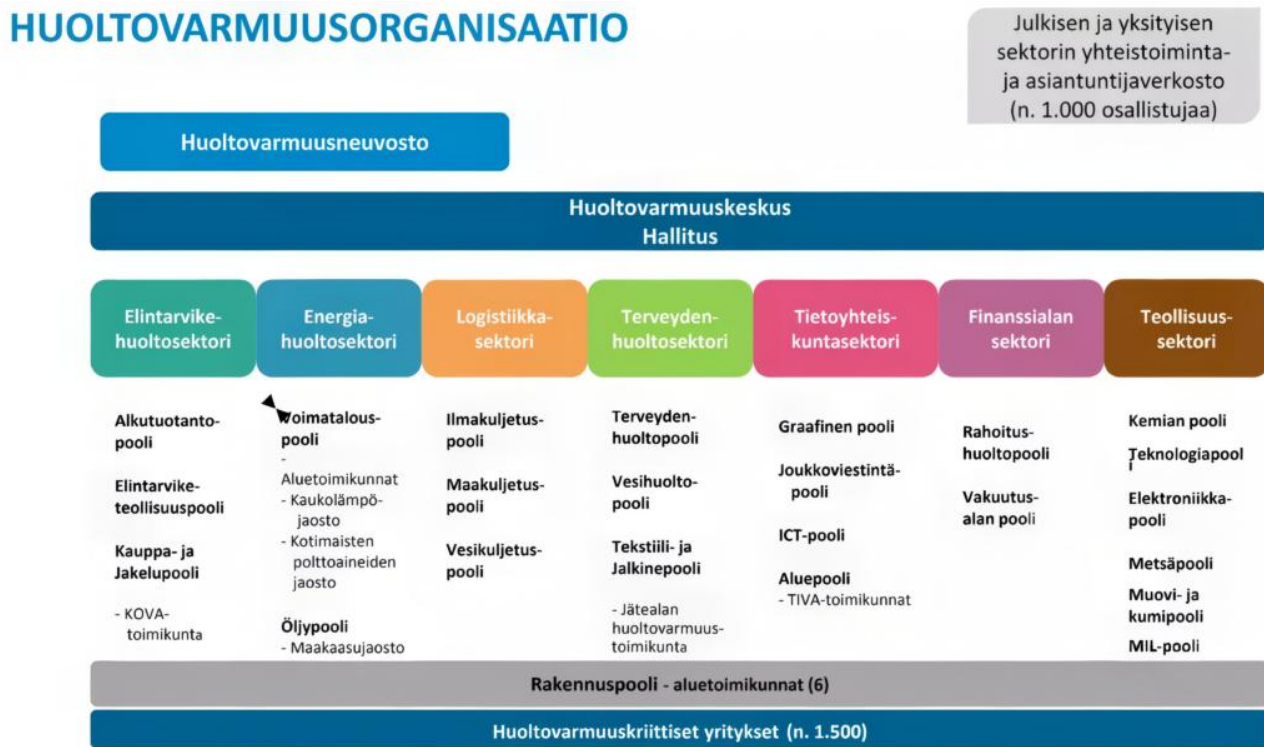 HUOLTOVARMUUSORGANISAATIO
Julkisen ja yksityisen
sektorin yhteistoiminta-
ja asiantuntijaverkosto
(n. 1.000 osallistujaa)
Huoltovarmuusneuvosto
Huoltovarmuuskeskus
Hallitus
Elintarvike-
huoltosektori
Energia-
huoltosektori
Logistiikka-
sektori
Terveyden-
huoltosektori
Tietoyhteis-
kuntasektori
Finanssialan
sektori
Teollisuus-
sektori
Alkutuotanto-
pooli
Elintarvike-
teollisuuspooli
Kauppa- ja
Jakelupooli
- KOVA-
toimikunta
Voimatalous-
pooli
-
Aluetoimikunnat
- Kaukolämpö-
jaosto
- Kotimaisten
polttoaineiden
jaosto
Öljypooli
- Maakaasujaosto
Ilmakuljetus-
pooli
Maakuljetus-
pooli
Vesikuljetus-
pooli
Terveyden-
huoltopooli
Vesihuolto-
pooli
Tekstiili- ja
Jalkinepooli
- Jätealan
huoltovarmuus-
toimikunta
Graafinen pooli
Joukkoviestintä-
pooli
ICT-pooli
Aluepooli
- TIVA-toimikunnat
Rahoitus-
huoltopooli
Vakuutus-
alan pooli
Kemian pooli
Teknologiapool
i
Elektroniikka-
pooli
Metsäpooli
Muovi- ja
kumipooli
MIL-pooli
Rakennuspooli - aluetoimikunnat (6)
Huoltovarmuuskriittiset yritykset (n. 1.500)